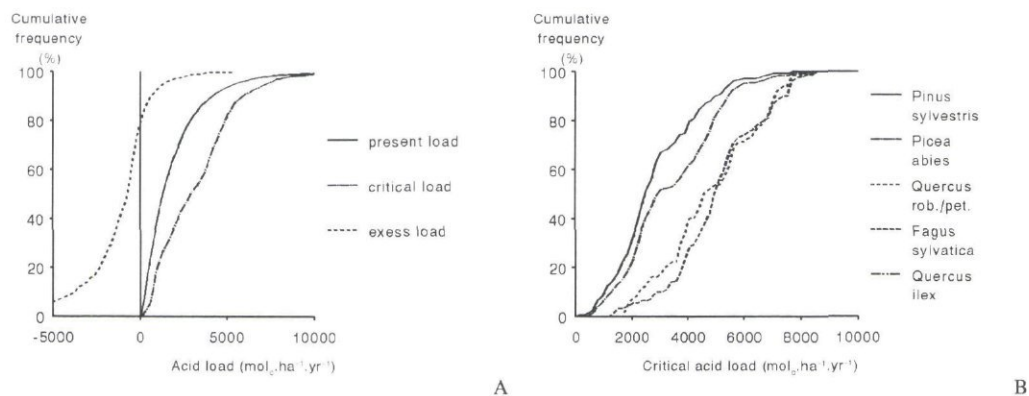 Cumulative
frequency
(%)
100
80
60
40
20
0
-5000
0
5000
10000
Acid load (molc.ha-1.yr-1)
present load
critical load
exess load
A
Cumulative
frequency
(%)
100
80
60
40
20
0
0
2000
4000
6000
8000
10000
Critical acid load (molc.ha-1.yr-1)
Pinus
sylvestris
Picea
abies
Quercus
rob./pet.
Fagus
sylvatica
Quercus
ilex
B